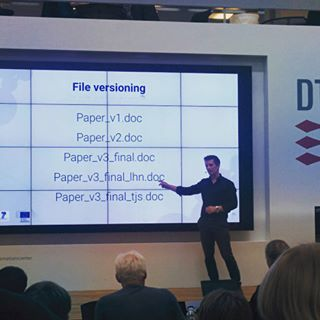 File versioning
Paper_v1.doc
Paper_v2.doc
Paper_v3_final.doc
Paper_v3_final_lhn.doc
Paper_v3_final_tjs.doc
DT